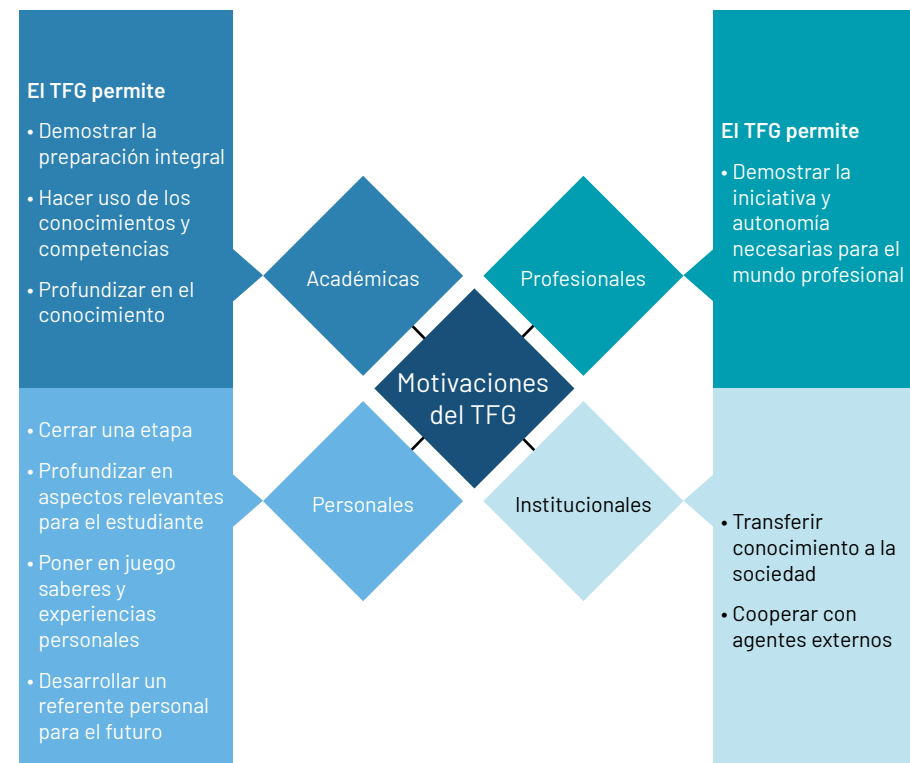 El TFG permite
• Demostrar la
preparación integral
• Hacer uso de los
conocimientos y
competencias
• Profundizar en el
conocimiento
Académicas
Profesionales
El TFG permite
• Demostrar la
iniciativa y
autonomía
necesarias para el
mundo profesional
Motivaciones
del TFG
• Cerrar una etapa
• Profundizar en
aspectos relevantes
para el estudiante
• Poner en juego
saberes y
experiencias
personales
• Desarrollar un
referente personal
para el futuro
Personales
Institucionales
• Transferir
conocimiento a la
sociedad
• Cooperar con
agentes externos